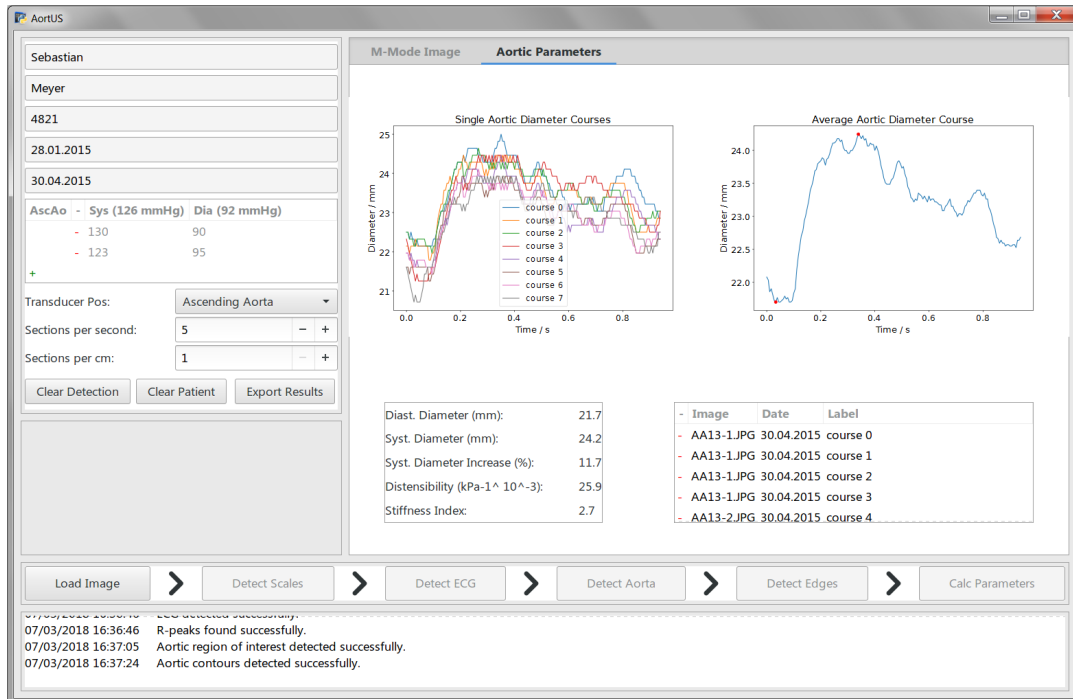 AortUS
Sebastian
Meyer
4821
28.01.2015
30.04.2015
AscAo - Sys (126 mmHg) Dia (92 mmHg)
- 130 90
- 123 95
+
Transducer Pos: Ascending Aorta
Sections per second: 5 − +
Sections per cm: 1 − +
Clear Detection Clear Patient Export Results
M-Mode Image Aortic Parameters
Single Aortic Diameter Courses
Diameter / mm
25
24
23
22
21
course 0
course 1
course 2
course 3
course 4
course 5
course 6
course 7
0.0 0.2 0.4 0.6 0.8
Time / s
Average Aortic Diameter Course
Diameter / mm
24.0
23.5
23.0
22.5
22.0
0.0 0.2 0.4 0.6 0.8
Time / s
Diast. Diameter (mm): 21.7
Syst. Diameter (mm): 24.2
Syst. Diameter Increase (%): 11.7
Distensibility (kPa-1^ 10^-3): 25.9
Stiffness Index: 2.7
- Image Date Label
- AA13-1.JPG 30.04.2015 course 0
- AA13-1.JPG 30.04.2015 course 1
- AA13-1.JPG 30.04.2015 course 2
- AA13-1.JPG 30.04.2015 course 3
- AA13-2.JPG 30.04.2015 course 4
Load Image Detect Scales Detect ECG Detect Aorta Detect Edges Calc Parameters
07/03/2018 ECG detected successfully.
07/03/2018 16:36:46 R-peaks found successfully.
07/03/2018 16:37:05 Aortic region of interest detected successfully.
07/03/2018 16:37:24 Aortic contours detected successfully.